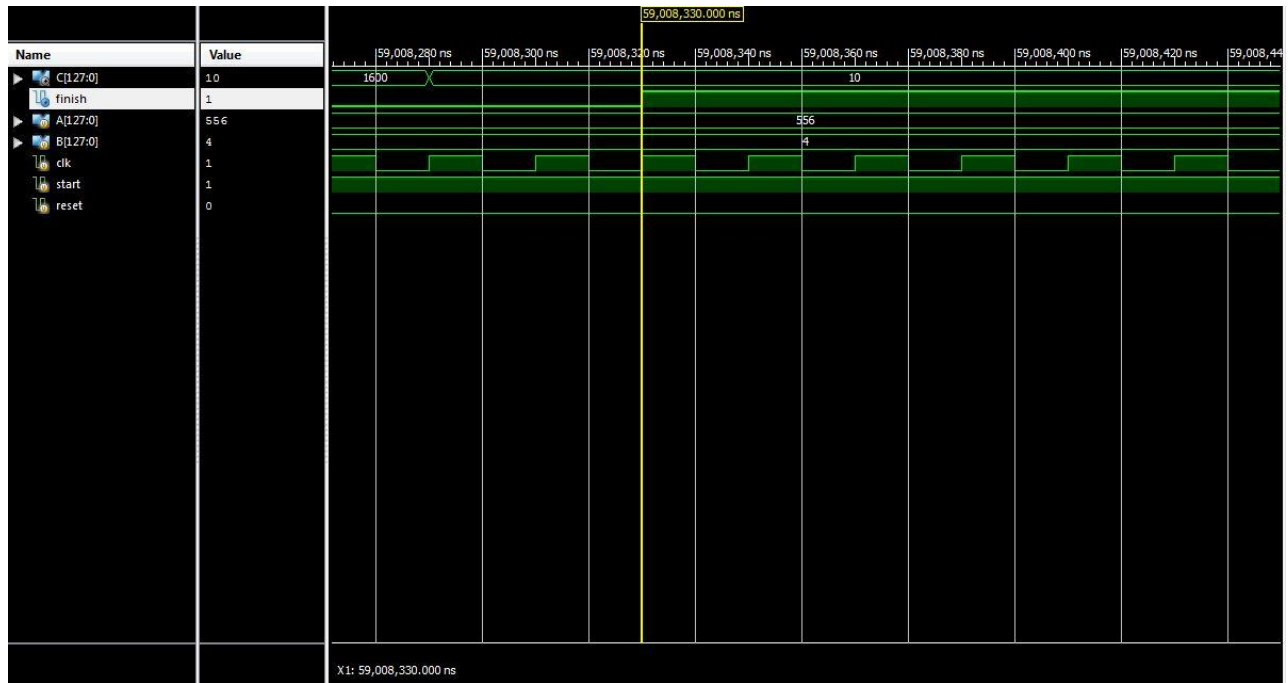 59,008,330.000 ns
Name Value
59,008,280 ns 59,008,300 ns 59,008,320 ns 59,008,340 ns 59,008,360 ns 59,008,380 ns 59,008,400 ns 59,008,420 ns 59,008,44
C[127:0] 10 1600 10
finish 1
A[127:0] 556 556
B[127:0] 4 4
clk 1
start 1
reset 0
X1: 59,008,330.000 ns